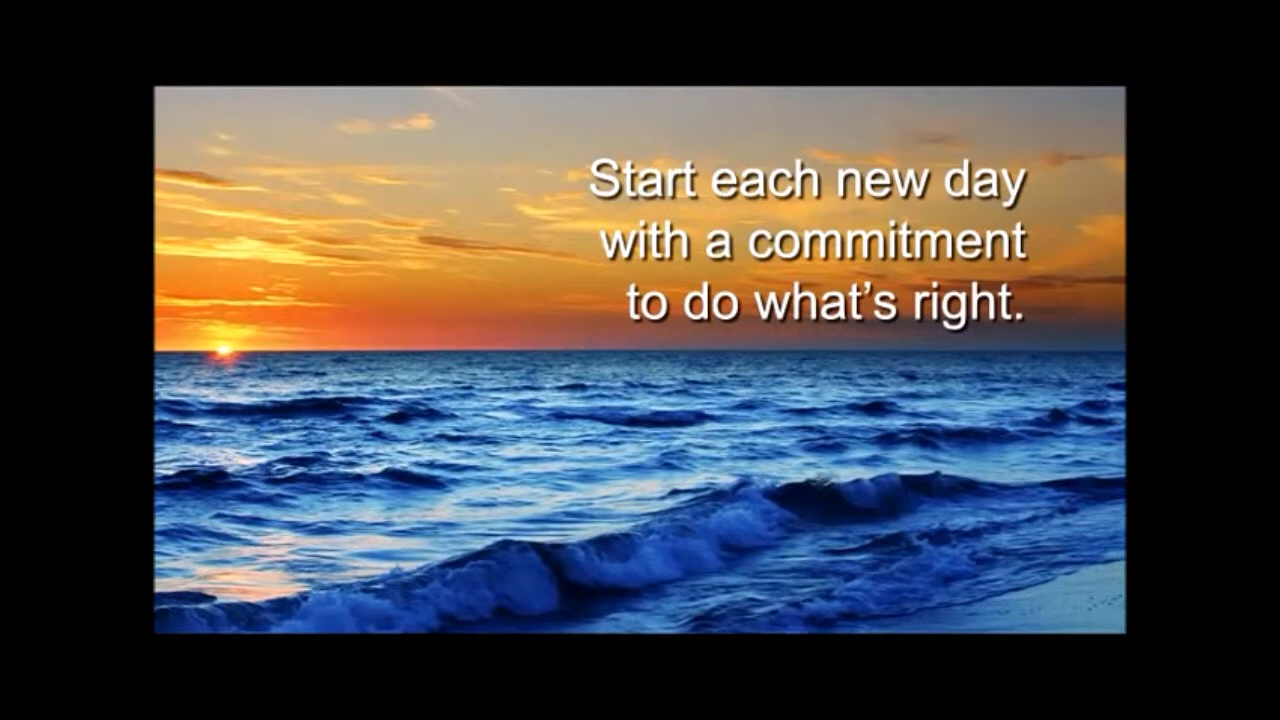 Start each new day
with a commitment
to do what’s right.